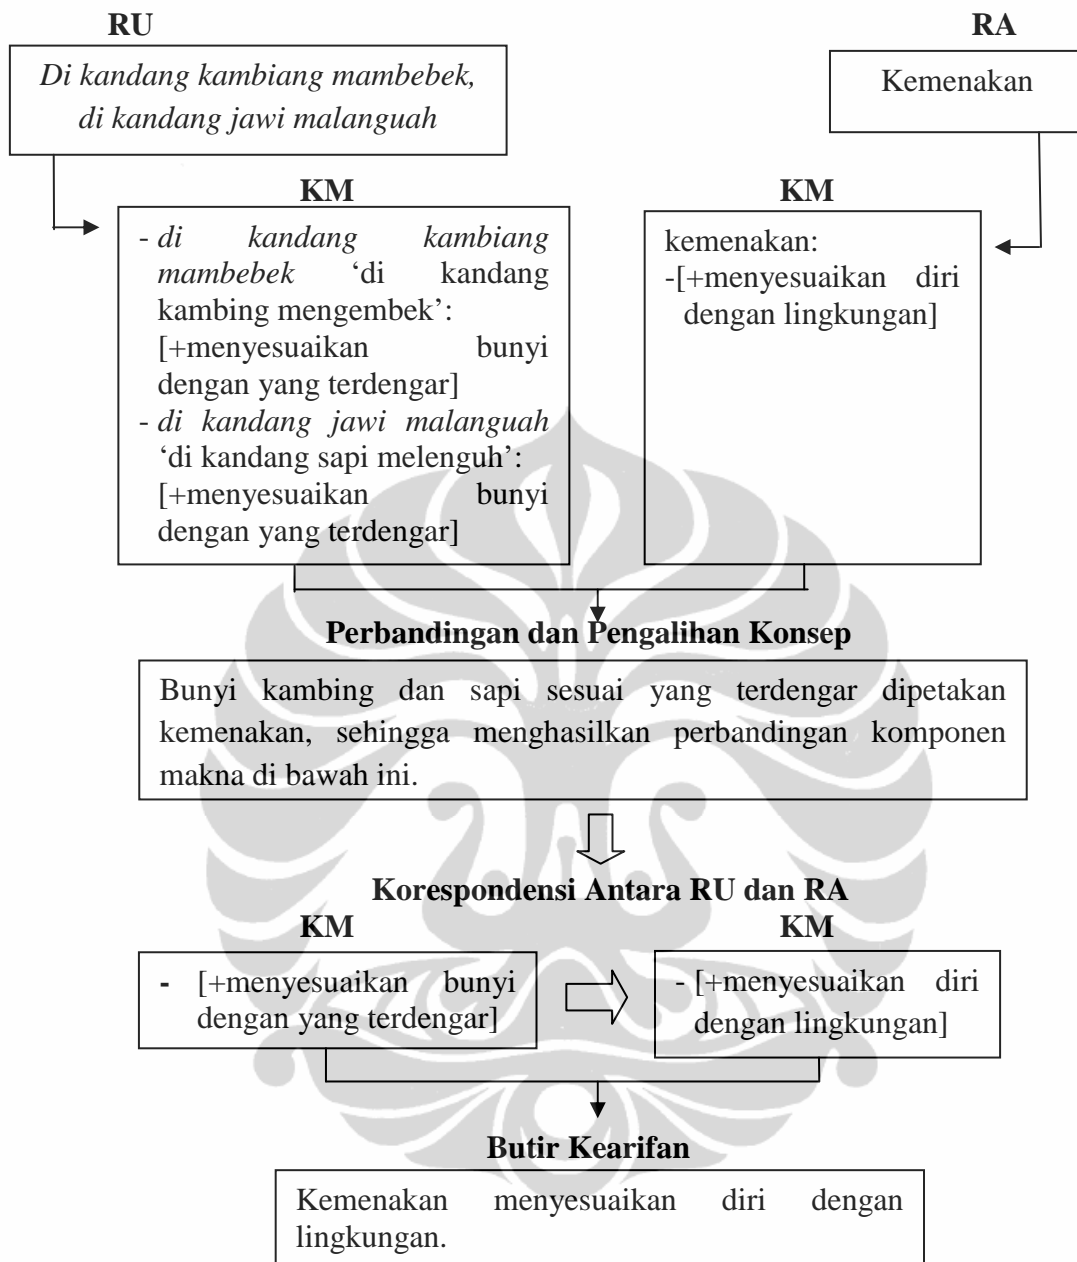 RU
RA
Di kandang kambiang mambebek,
di kandang jawi malanguah
Kemenakan
KM
KM
- di kandang kambiang
mambebek ‘di kandang
kambing mengembek’:
[+menyesuaikan bunyi
dengan yang terdengar]
- di kandang jawi malanguah
‘di kandang sapi melenguh’:
[+menyesuaikan bunyi
dengan yang terdengar]
kemenakan:
-[+menyesuaikan diri
dengan lingkungan]
Perbandingan dan Pengalihan Konsep
Bunyi kambing dan sapi sesuai yang terdengar dipetakan
kemenakan, sehingga menghasilkan perbandingan komponen
makna di bawah ini.
Korespondensi Antara RU dan RA
KM
KM
- [+menyesuaikan bunyi
dengan yang terdengar]
- [+menyesuaikan diri
dengan lingkungan]
Butir Kearifan
Kemenakan menyesuaikan diri dengan
lingkungan.